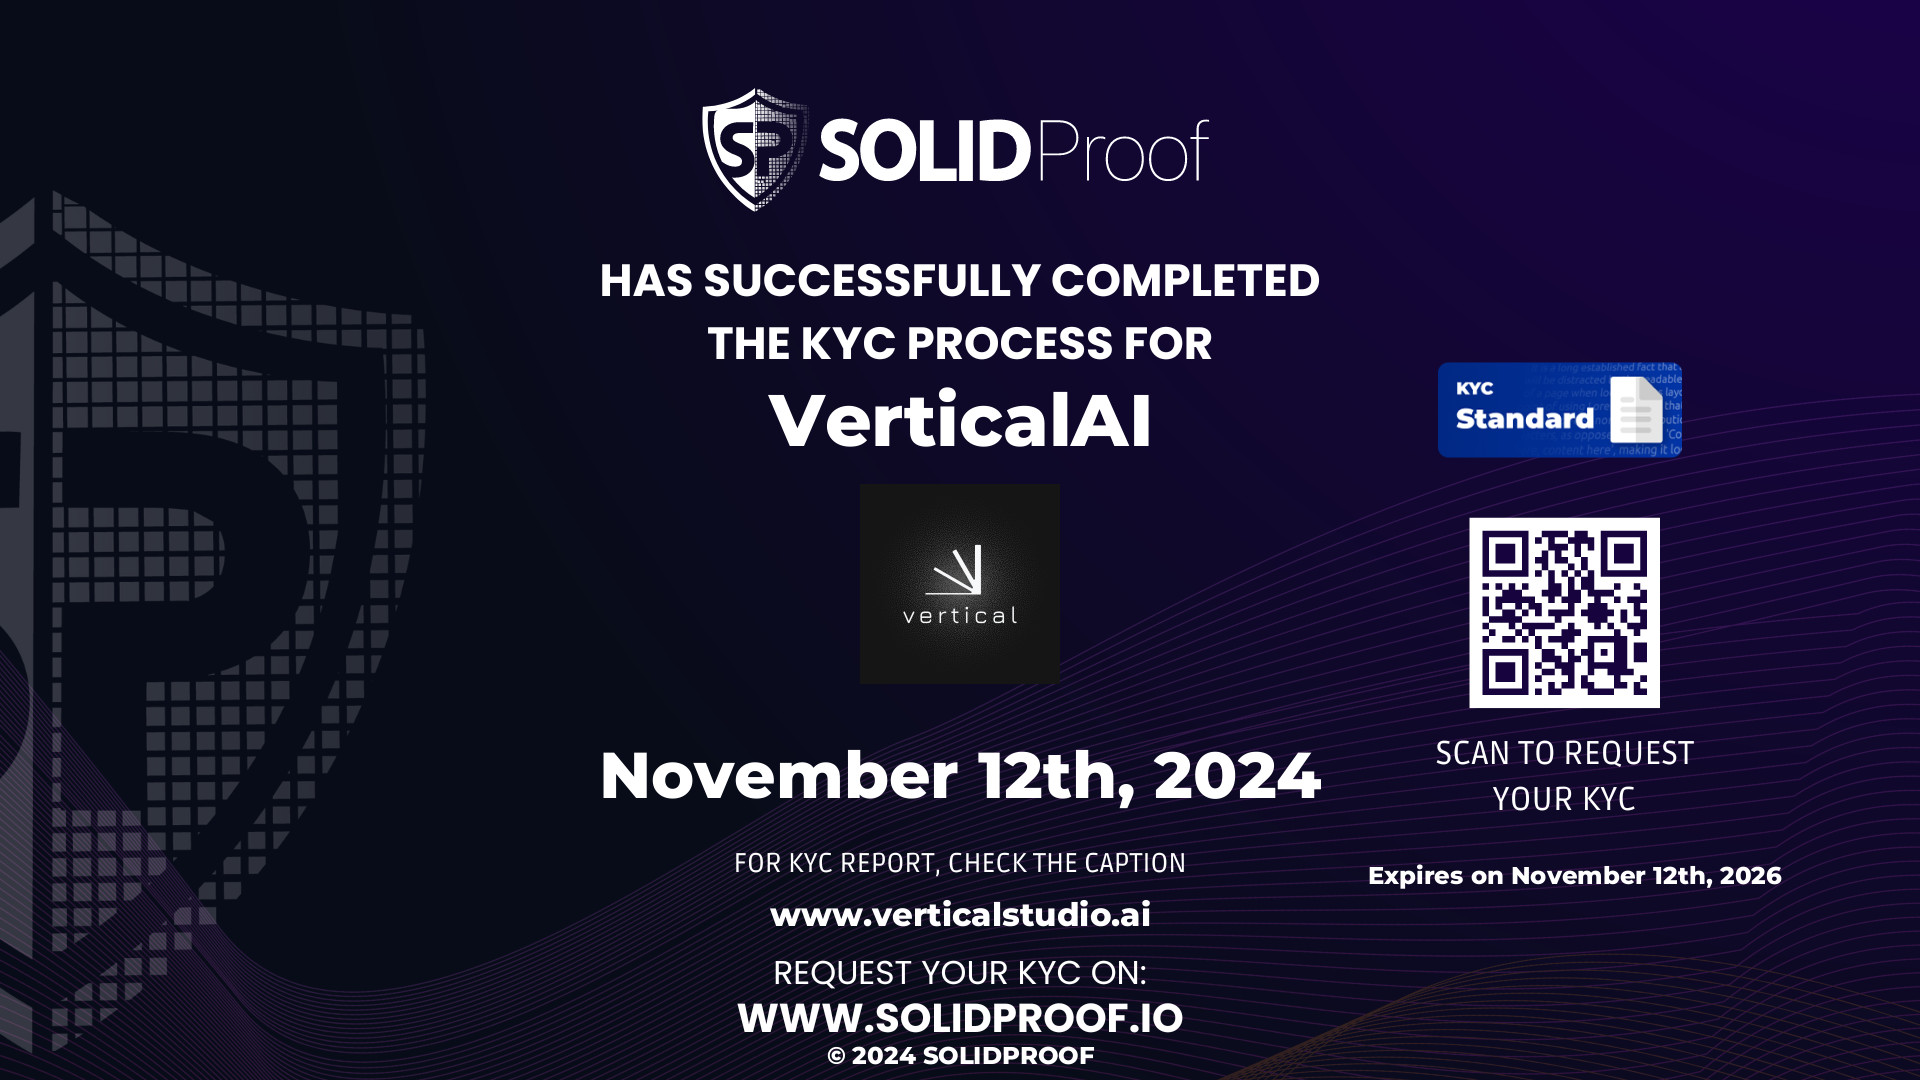 SP SOLIDProof
HAS SUCCESSFULLY COMPLETED
THE KYC PROCESS FOR
VerticalAI
vertical
November 12th, 2024
FOR KYC REPORT, CHECK THE CAPTION
www.verticalstudio.ai
REQUEST YOUR KYC ON:
WWW.SOLIDPROOF.IO
© 2024 SOLIDPROOF
KYC
Standard
SCAN TO REQUEST
YOUR KYC
Expires on November 12th, 2026